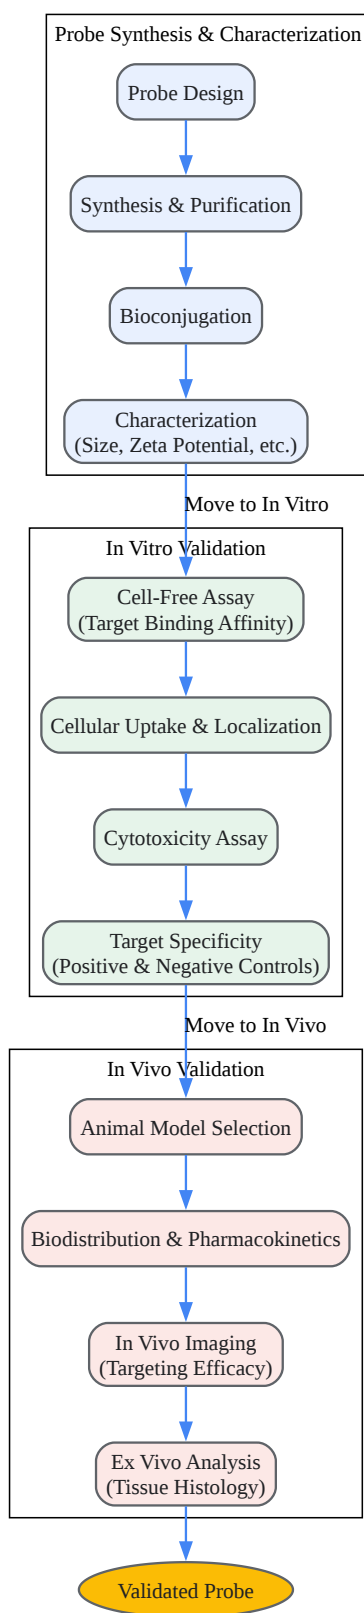 Probe Synthesis & Characterization
Probe Design
Synthesis & Purification
Bioconjugation
Characterization
(Size, Zeta Potential, etc.)
Move to In Vitro
In Vitro Validation
Cell-Free Assay
(Target Binding Affinity)
Cellular Uptake & Localization
Cytotoxicity Assay
Target Specificity
(Positive & Negative Controls)
Move to In Vivo
In Vivo Validation
Animal Model Selection
Biodistribution & Pharmacokinetics
In Vivo Imaging
(Targeting Efficacy)
Ex Vivo Analysis
(Tissue Histology)
Validated Probe